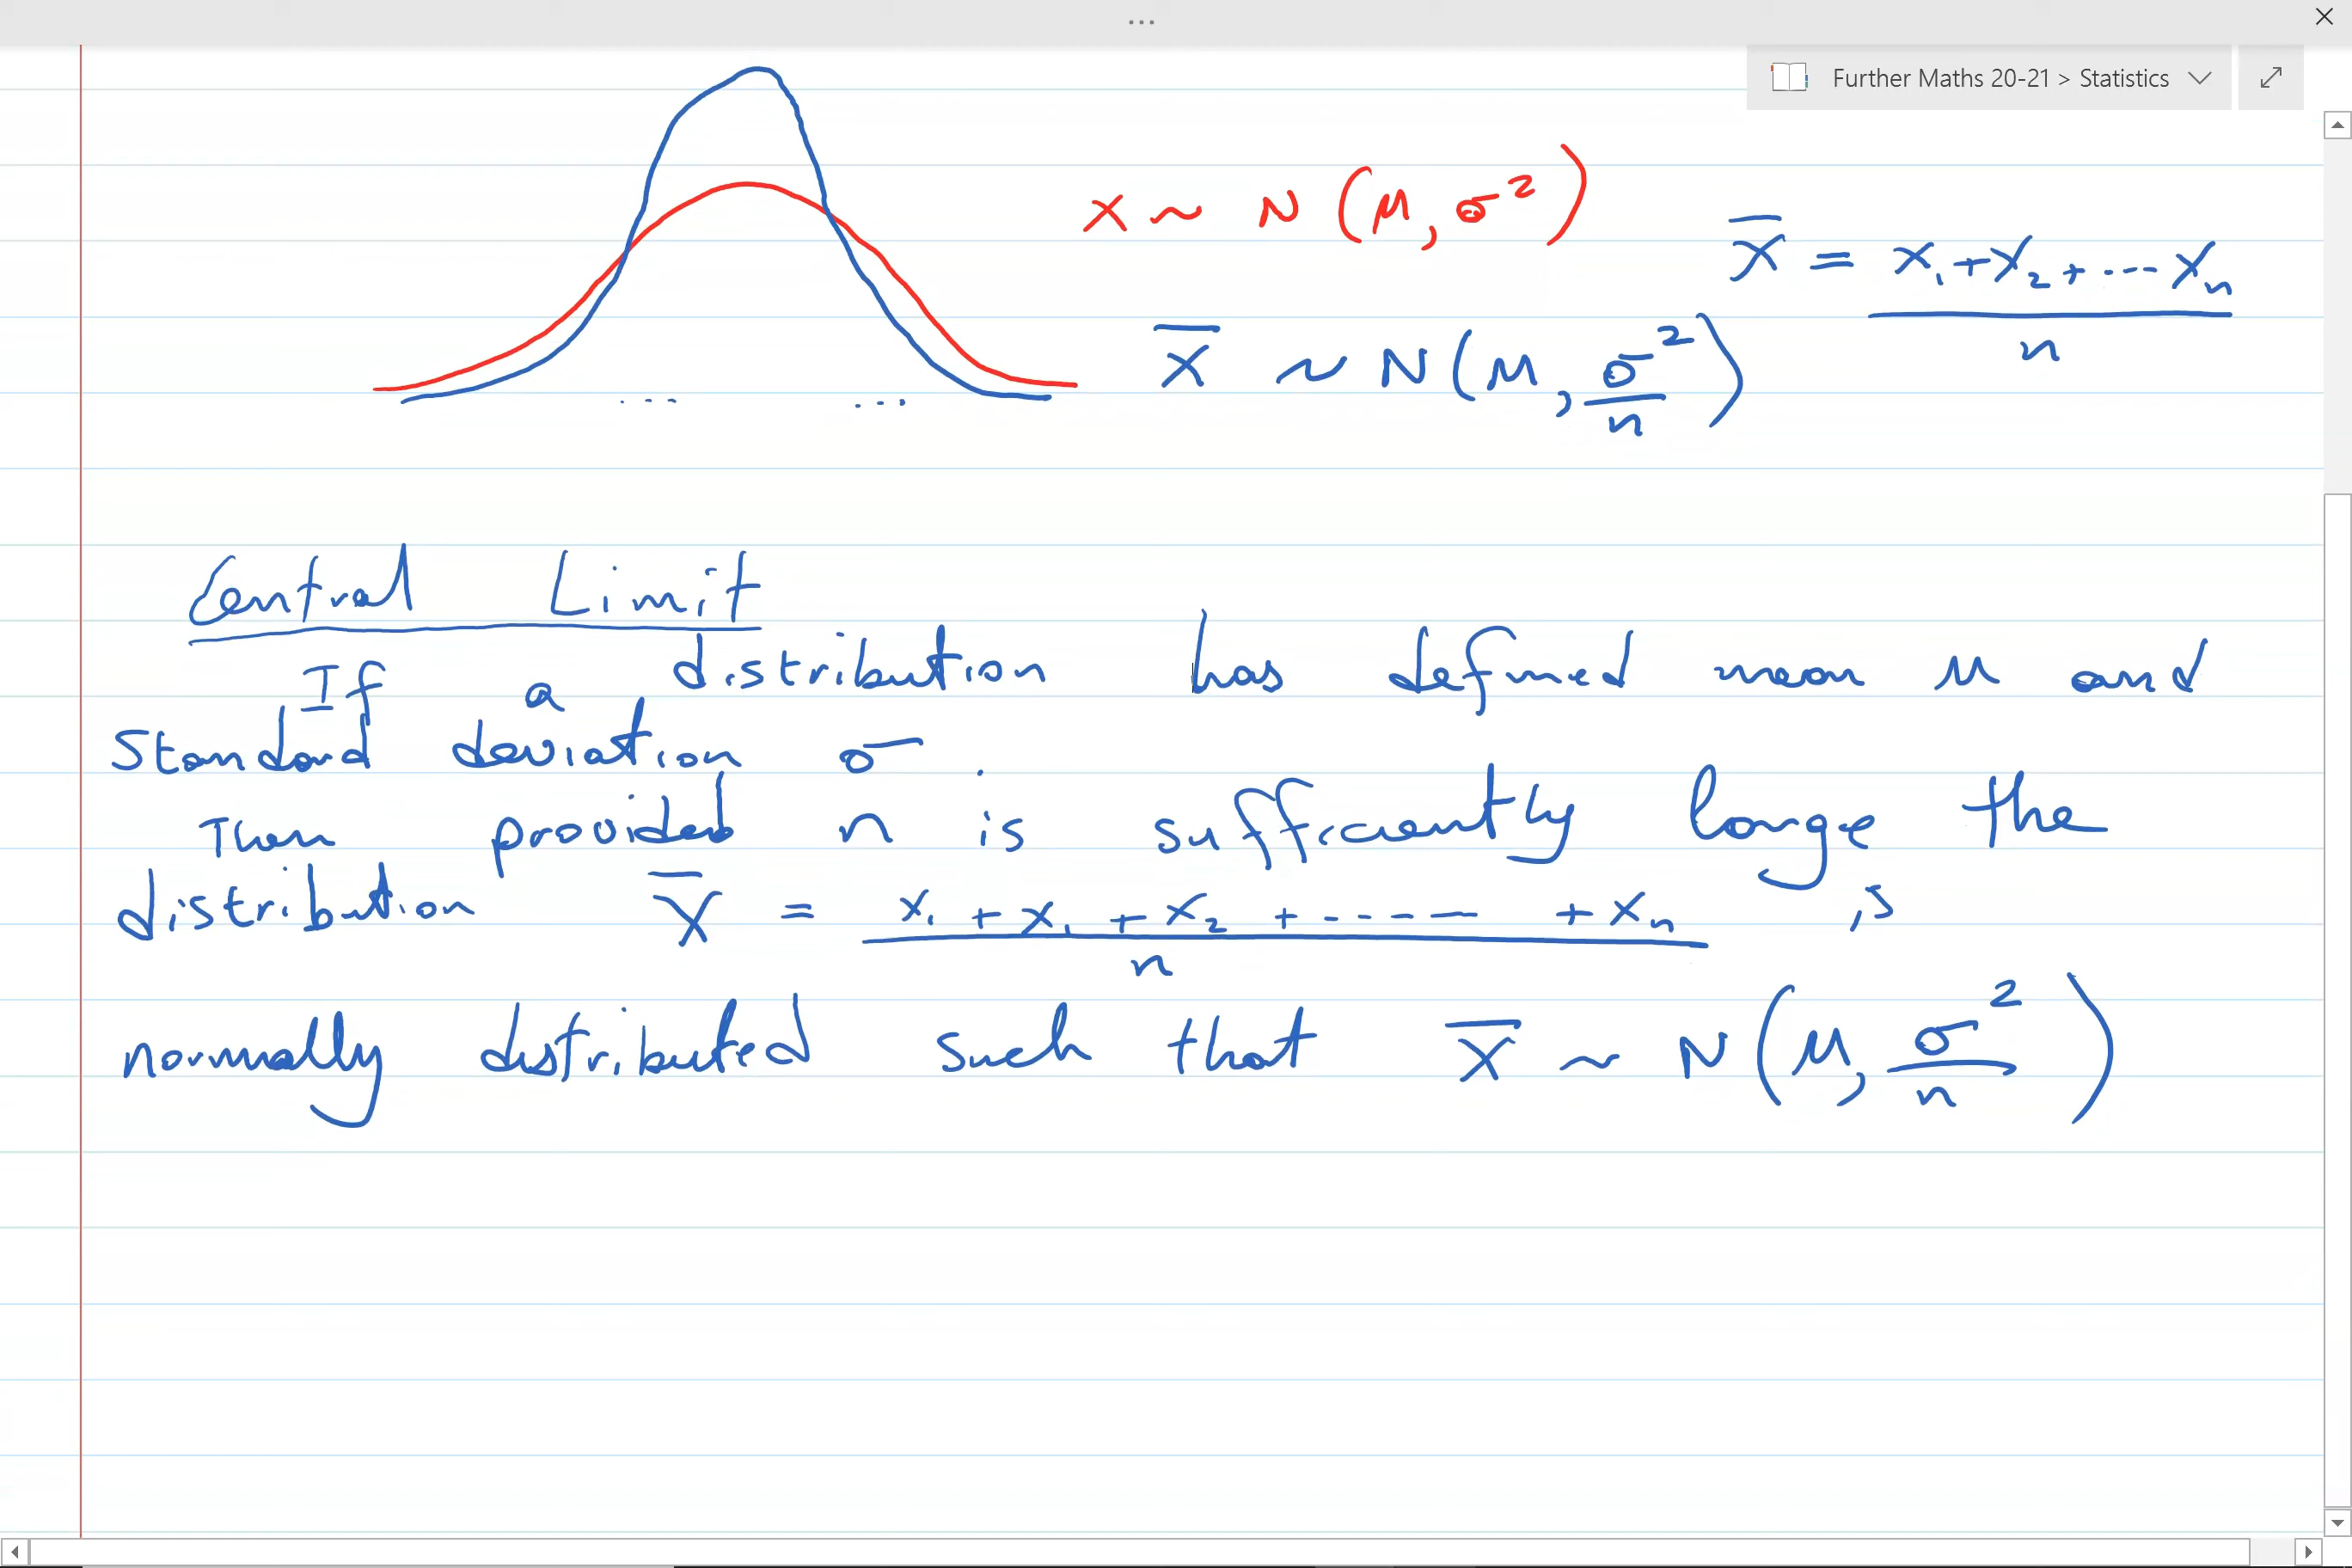 Further Maths 20-21 > Statistics
X ~ N(μ, σ²)
X̄ = X₁ + X₂ + ... Xₙ / n
X̄ ~ N(μ, σ²/n)
Central Limit
If a distribution has defined mean μ and
standard deviation σ
Then provided n is sufficiently large the
distribution X̄ = X₁ + X₁ + X₂ + ------ + Xₙ / n is
normally distributed such that X̄ ~ N(μ, σ²/n)